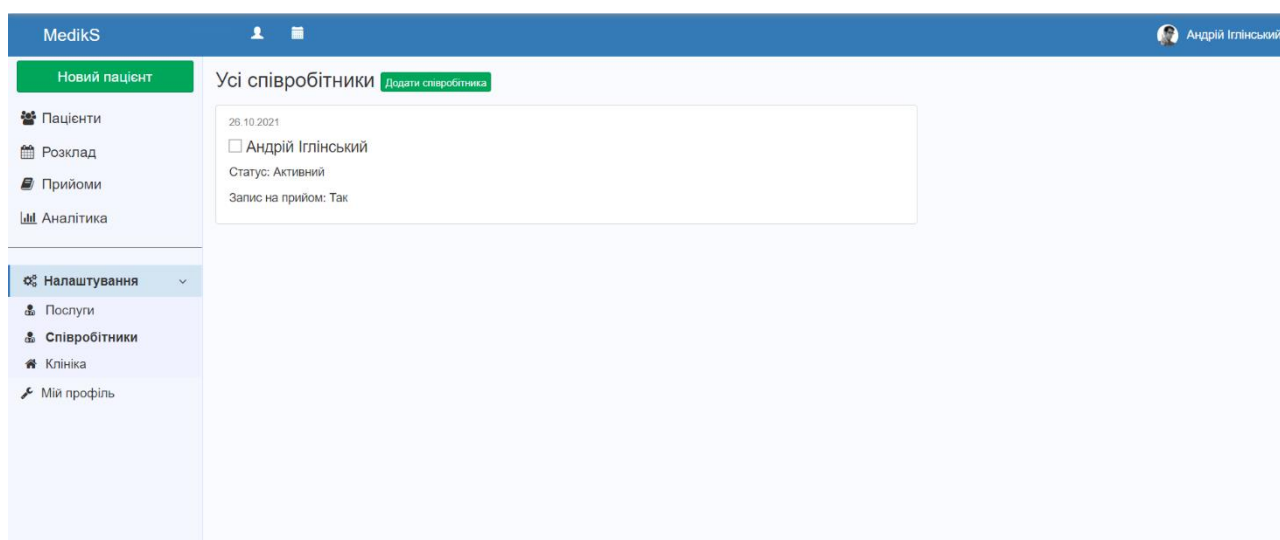 MedikS
Андрій Іглінський
Новий пацієнт
Пацієнти
Розклад
Прийоми
Аналітика
Налаштування
Послуги
Співробітники
Клініка
Мій профіль
Усі співробітники Додати співробітника
26.10.2021
Андрій Іглінський
Статус: Активний
Запис на прийом: Так